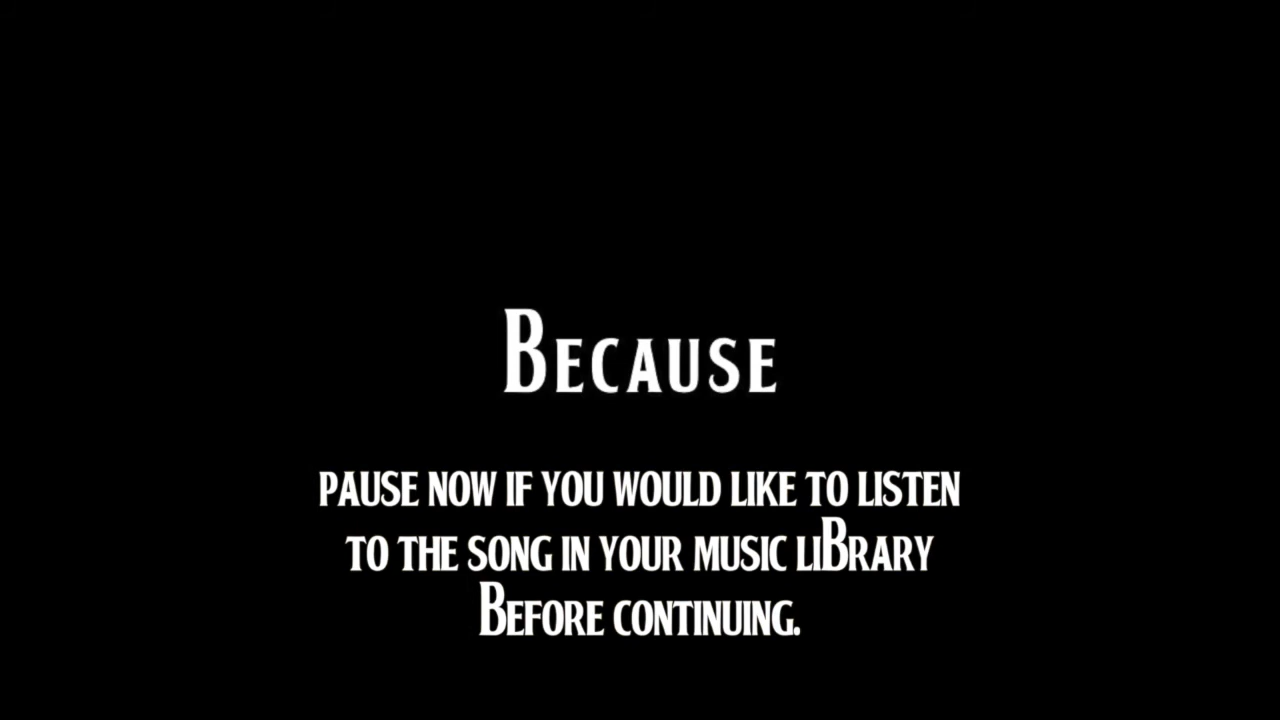 Because
PAUSE NOW IF YOU WOULD LIKE TO LISTEN
TO THE SONG IN YOUR MUSIC LIBRARY
BEFORE CONTINUING.